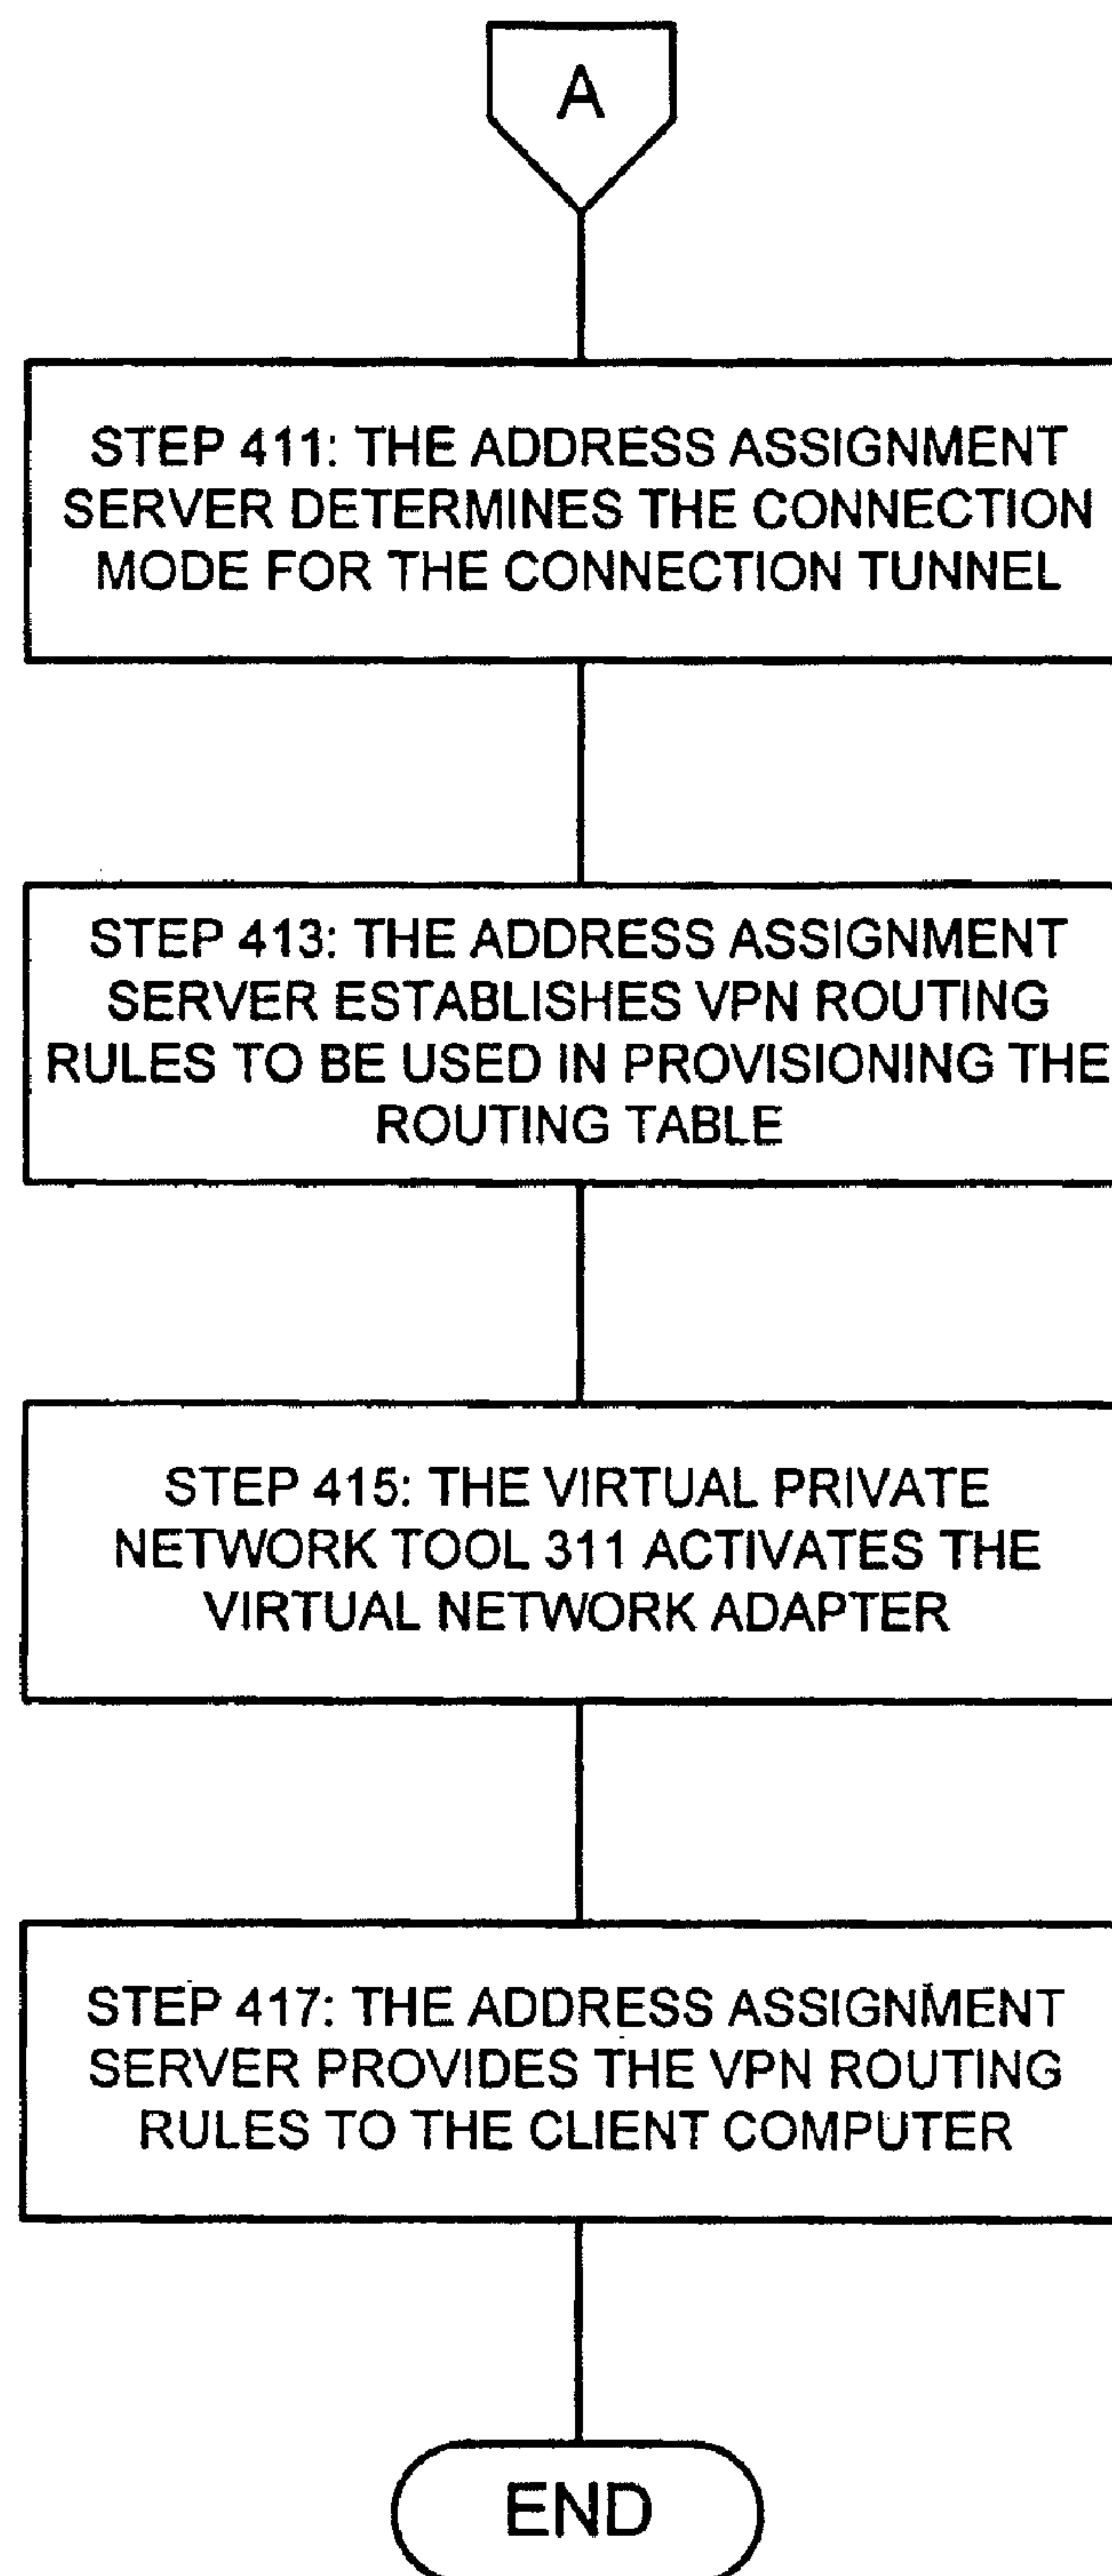 A
STEP 411: THE ADDRESS ASSIGNMENT
SERVER DETERMINES THE CONNECTION
MODE FOR THE CONNECTION TUNNEL
STEP 413: THE ADDRESS ASSIGNMENT
SERVER ESTABLISHES VPN ROUTING
RULES TO BE USED IN PROVISIONING THE
ROUTING TABLE
STEP 415: THE VIRTUAL PRIVATE
NETWORK TOOL 311 ACTIVATES THE
VIRTUAL NETWORK ADAPTER
STEP 417: THE ADDRESS ASSIGNMENT
SERVER PROVIDES THE VPN ROUTING
RULES TO THE CLIENT COMPUTER
END